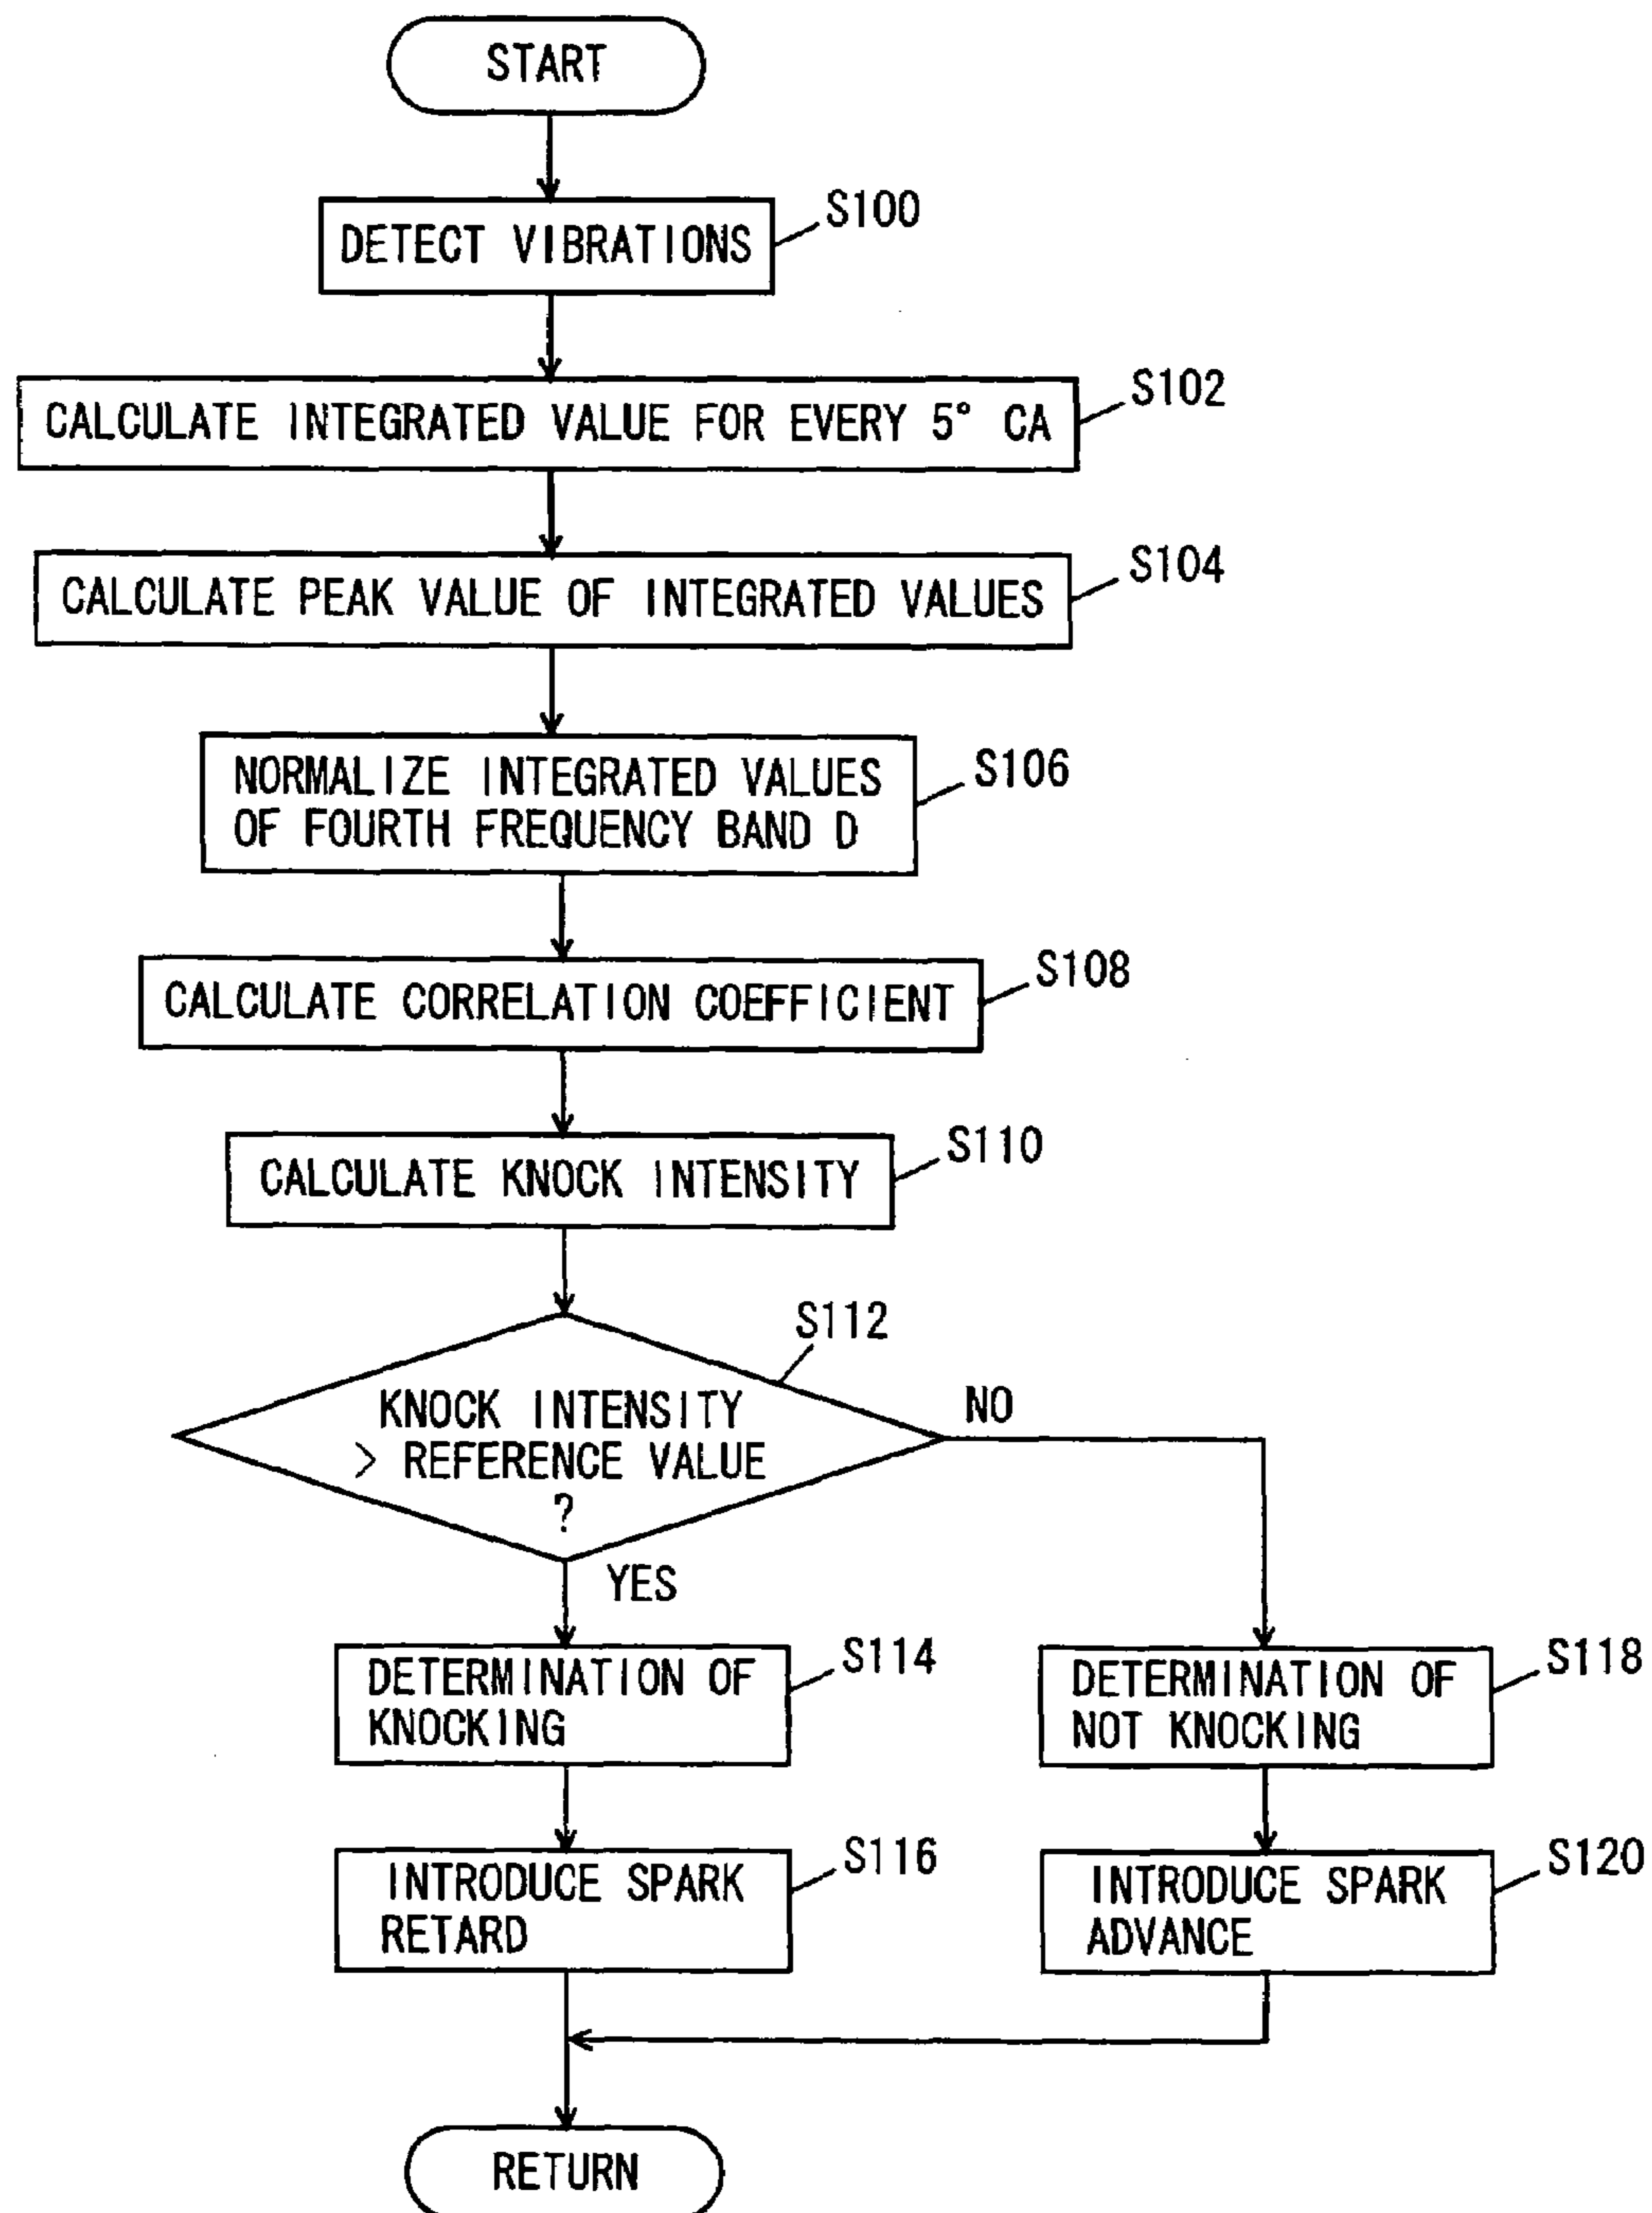 START
DETECT VIBRATIONS
S100
CALCULATE INTEGRATED VALUE FOR EVERY 5° CA
S102
CALCULATE PEAK VALUE OF INTEGRATED VALUES
S104
NORMALIZE INTEGRATED VALUES
OF FOURTH FREQUENCY BAND D
S106
CALCULATE CORRELATION COEFFICIENT
S108
CALCULATE KNOCK INTENSITY
S110
S112
KNOCK INTENSITY
> REFERENCE VALUE
?
NO
YES
DETERMINATION OF
KNOCKING
S114
DETERMINATION OF
NOT KNOCKING
S118
INTRODUCE SPARK
RETARD
S116
INTRODUCE SPARK
ADVANCE
S120
RETURN